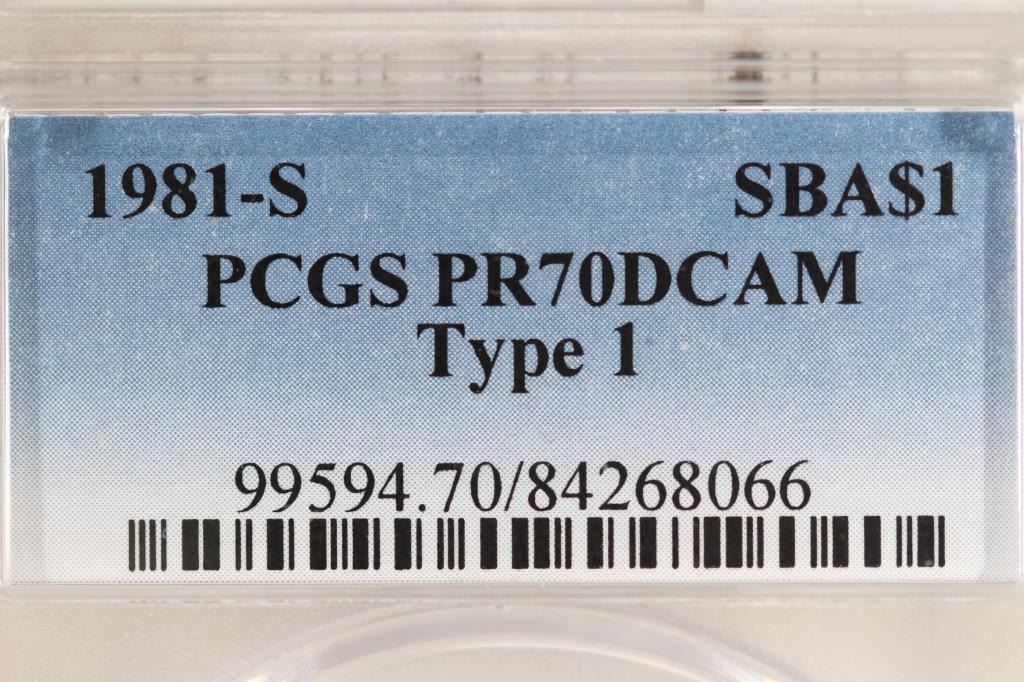 1981-S SBA$1
PCGS PR70DCAM
Type 1
99594.70/84268066